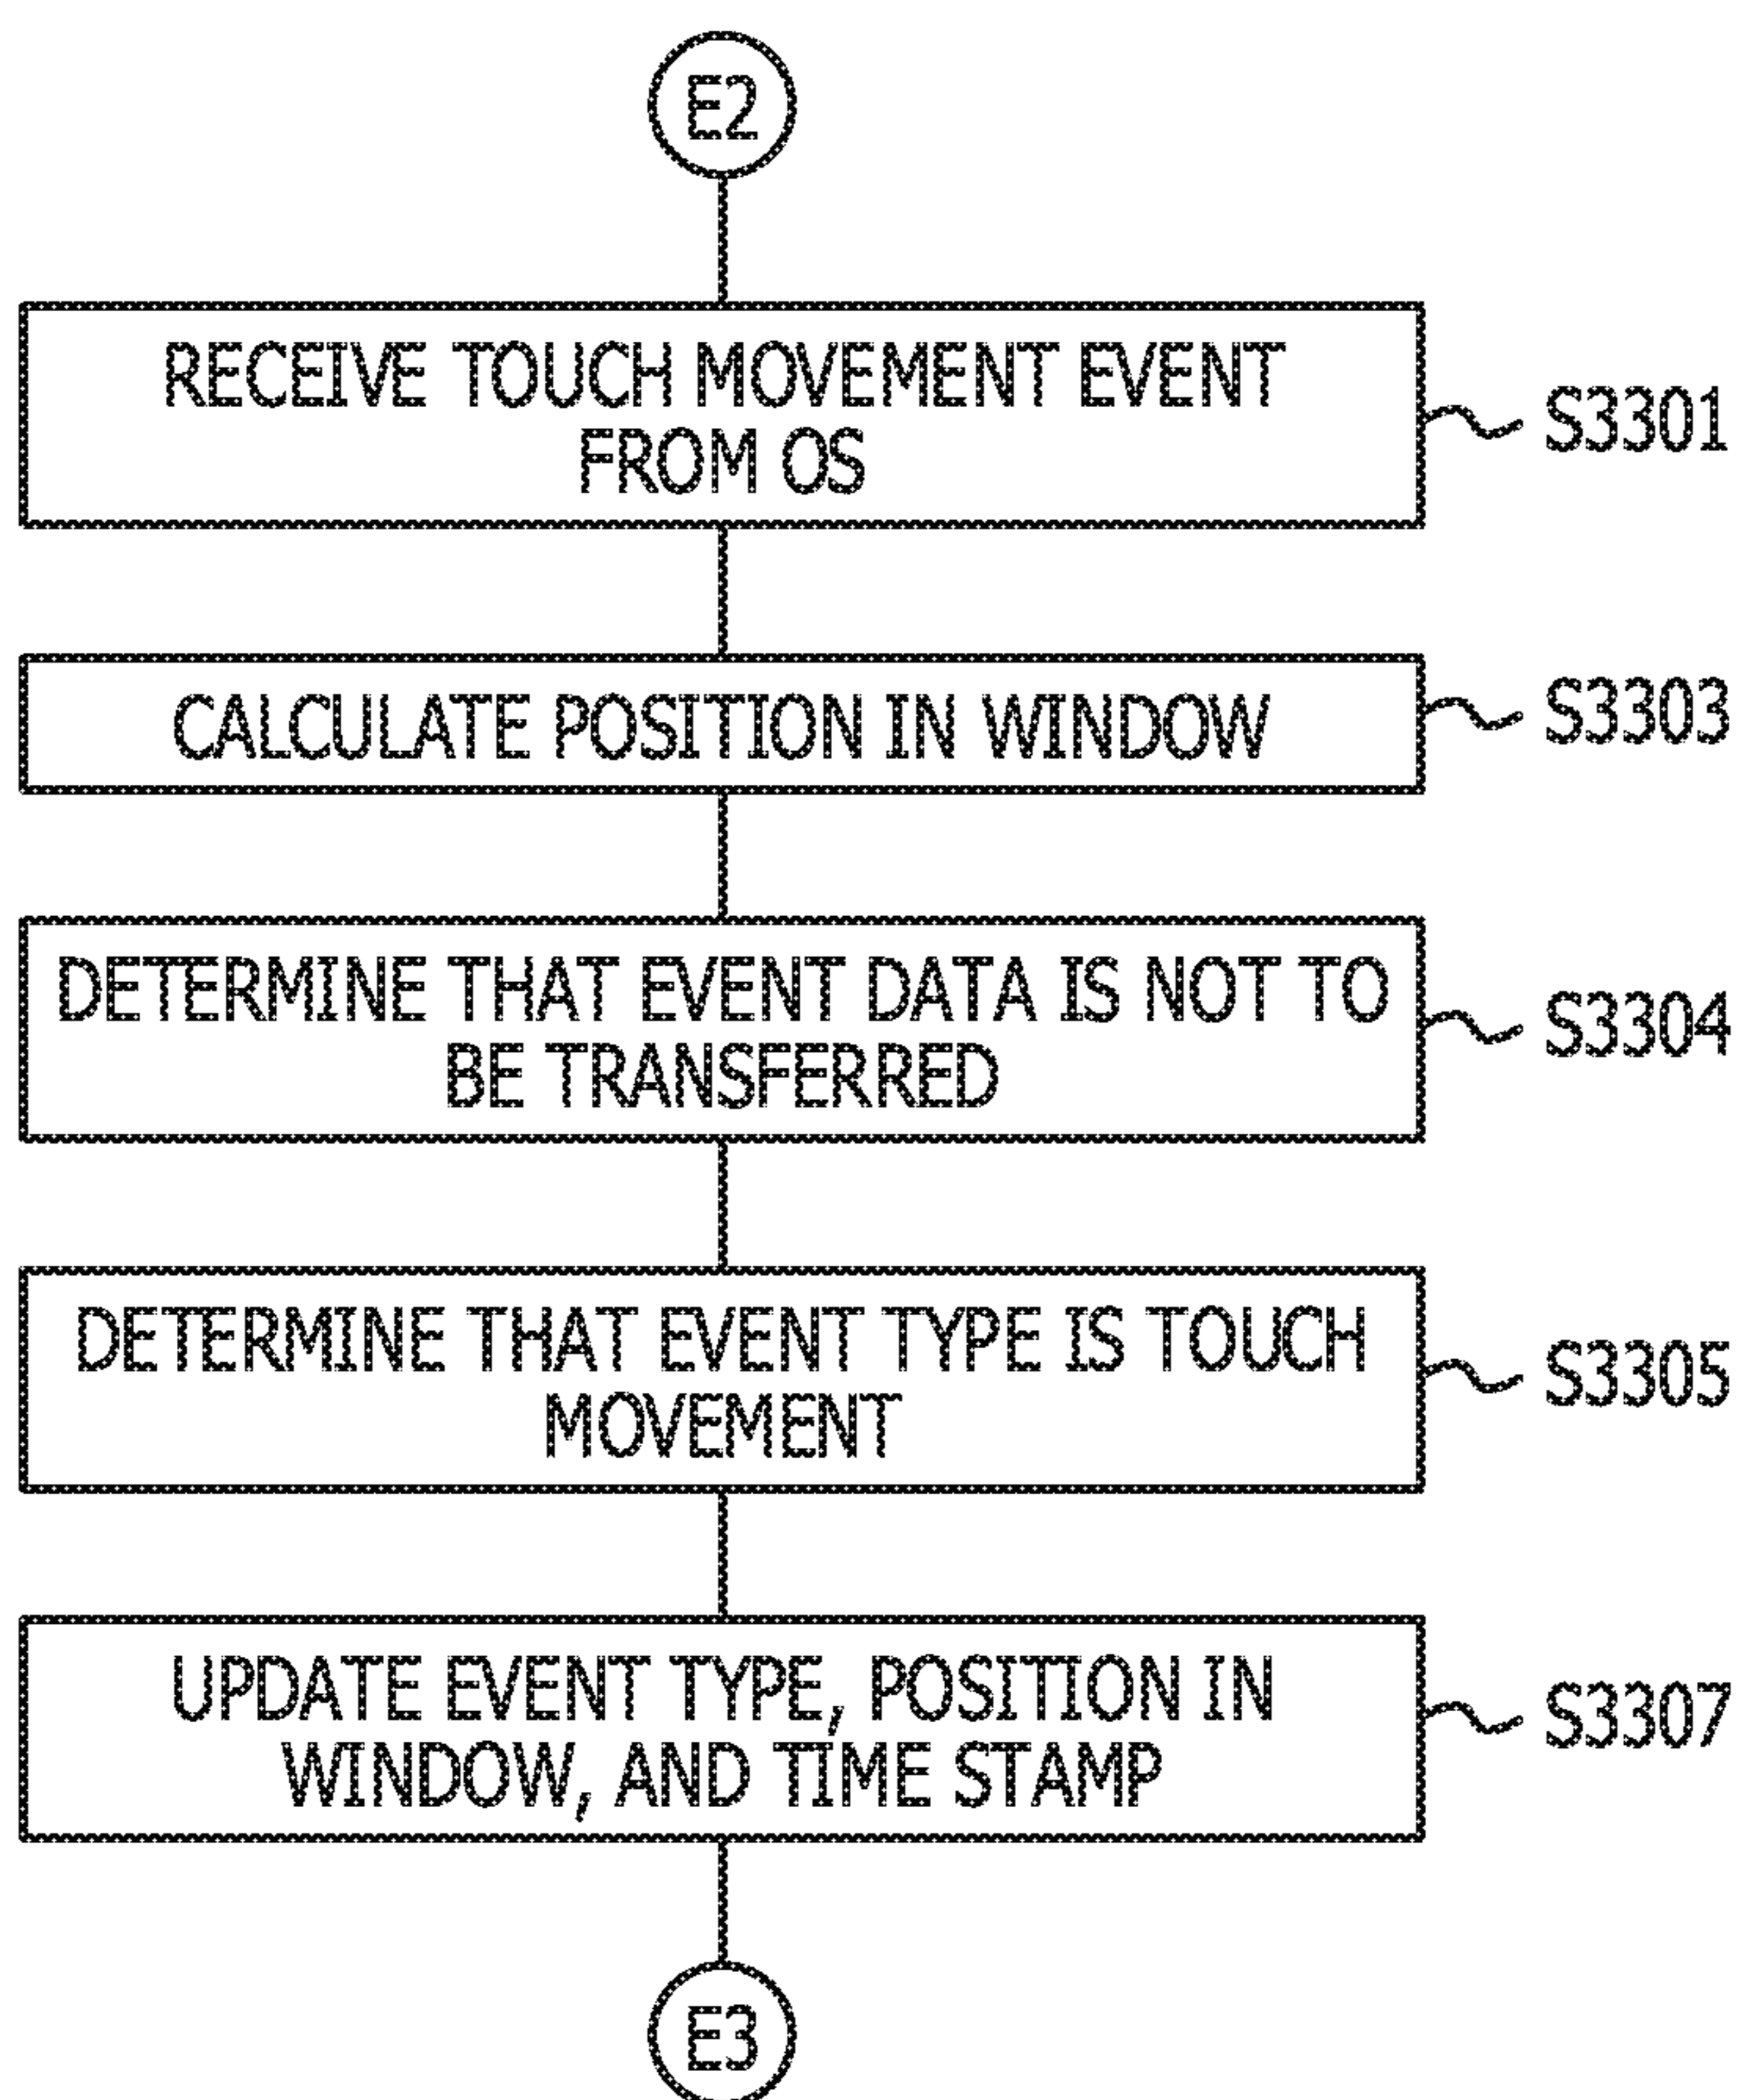 E2
RECEIVE TOUCH MOVEMENT EVENT
FROM OS
S3301
CALCULATE POSITION IN WINDOW
S3303
DETERMINE THAT EVENT DATA IS NOT TO
BE TRANSFERRED
S3304
DETERMINE THAT EVENT TYPE IS TOUCH
MOVEMENT
S3305
UPDATE EVENT TYPE, POSITION IN
WINDOW, AND TIME STAMP
S3307
E3